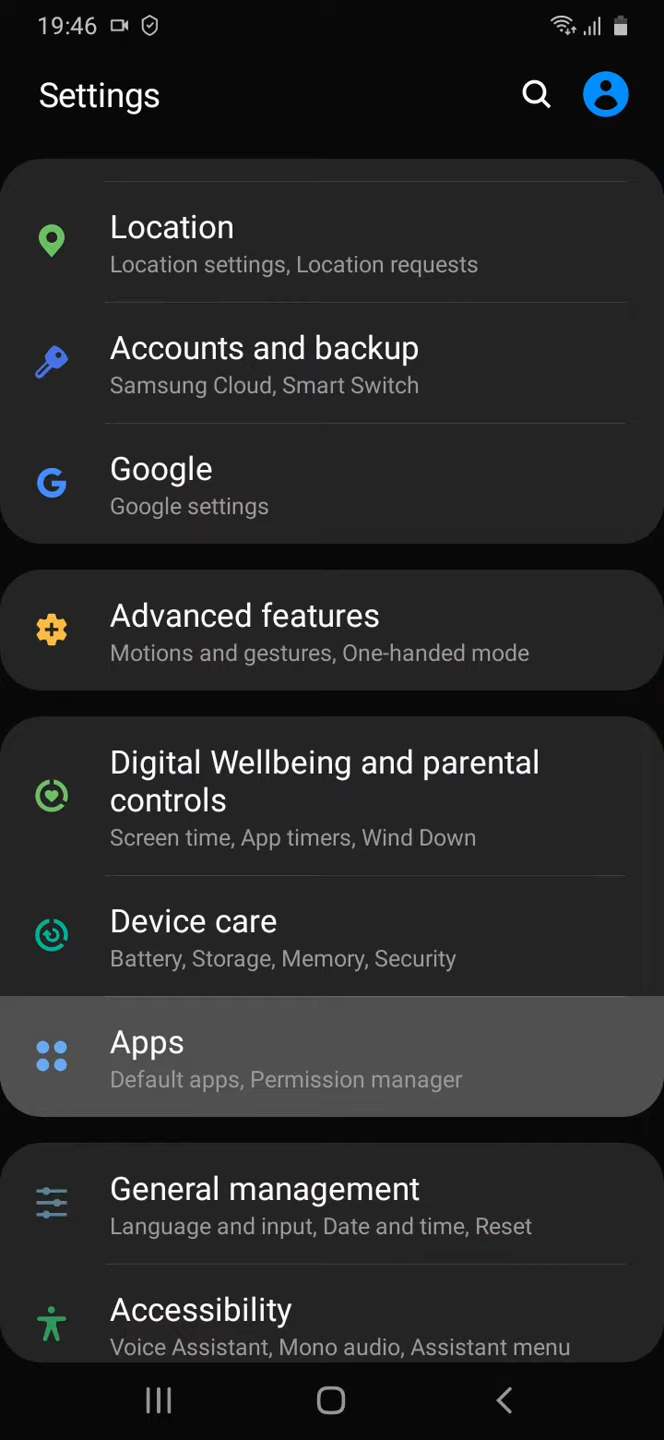 19:46
Settings
Location
Location settings, Location requests
Accounts and backup
Samsung Cloud, Smart Switch
Google
Google settings
Advanced features
Motions and gestures, One-handed mode
Digital Wellbeing and parental
controls
Screen time, App timers, Wind Down
Device care
Battery, Storage, Memory, Security
Apps
Default apps, Permission manager
General management
Language and input, Date and time, Reset
Accessibility
Voice Assistant, Mono audio, Assistant menu